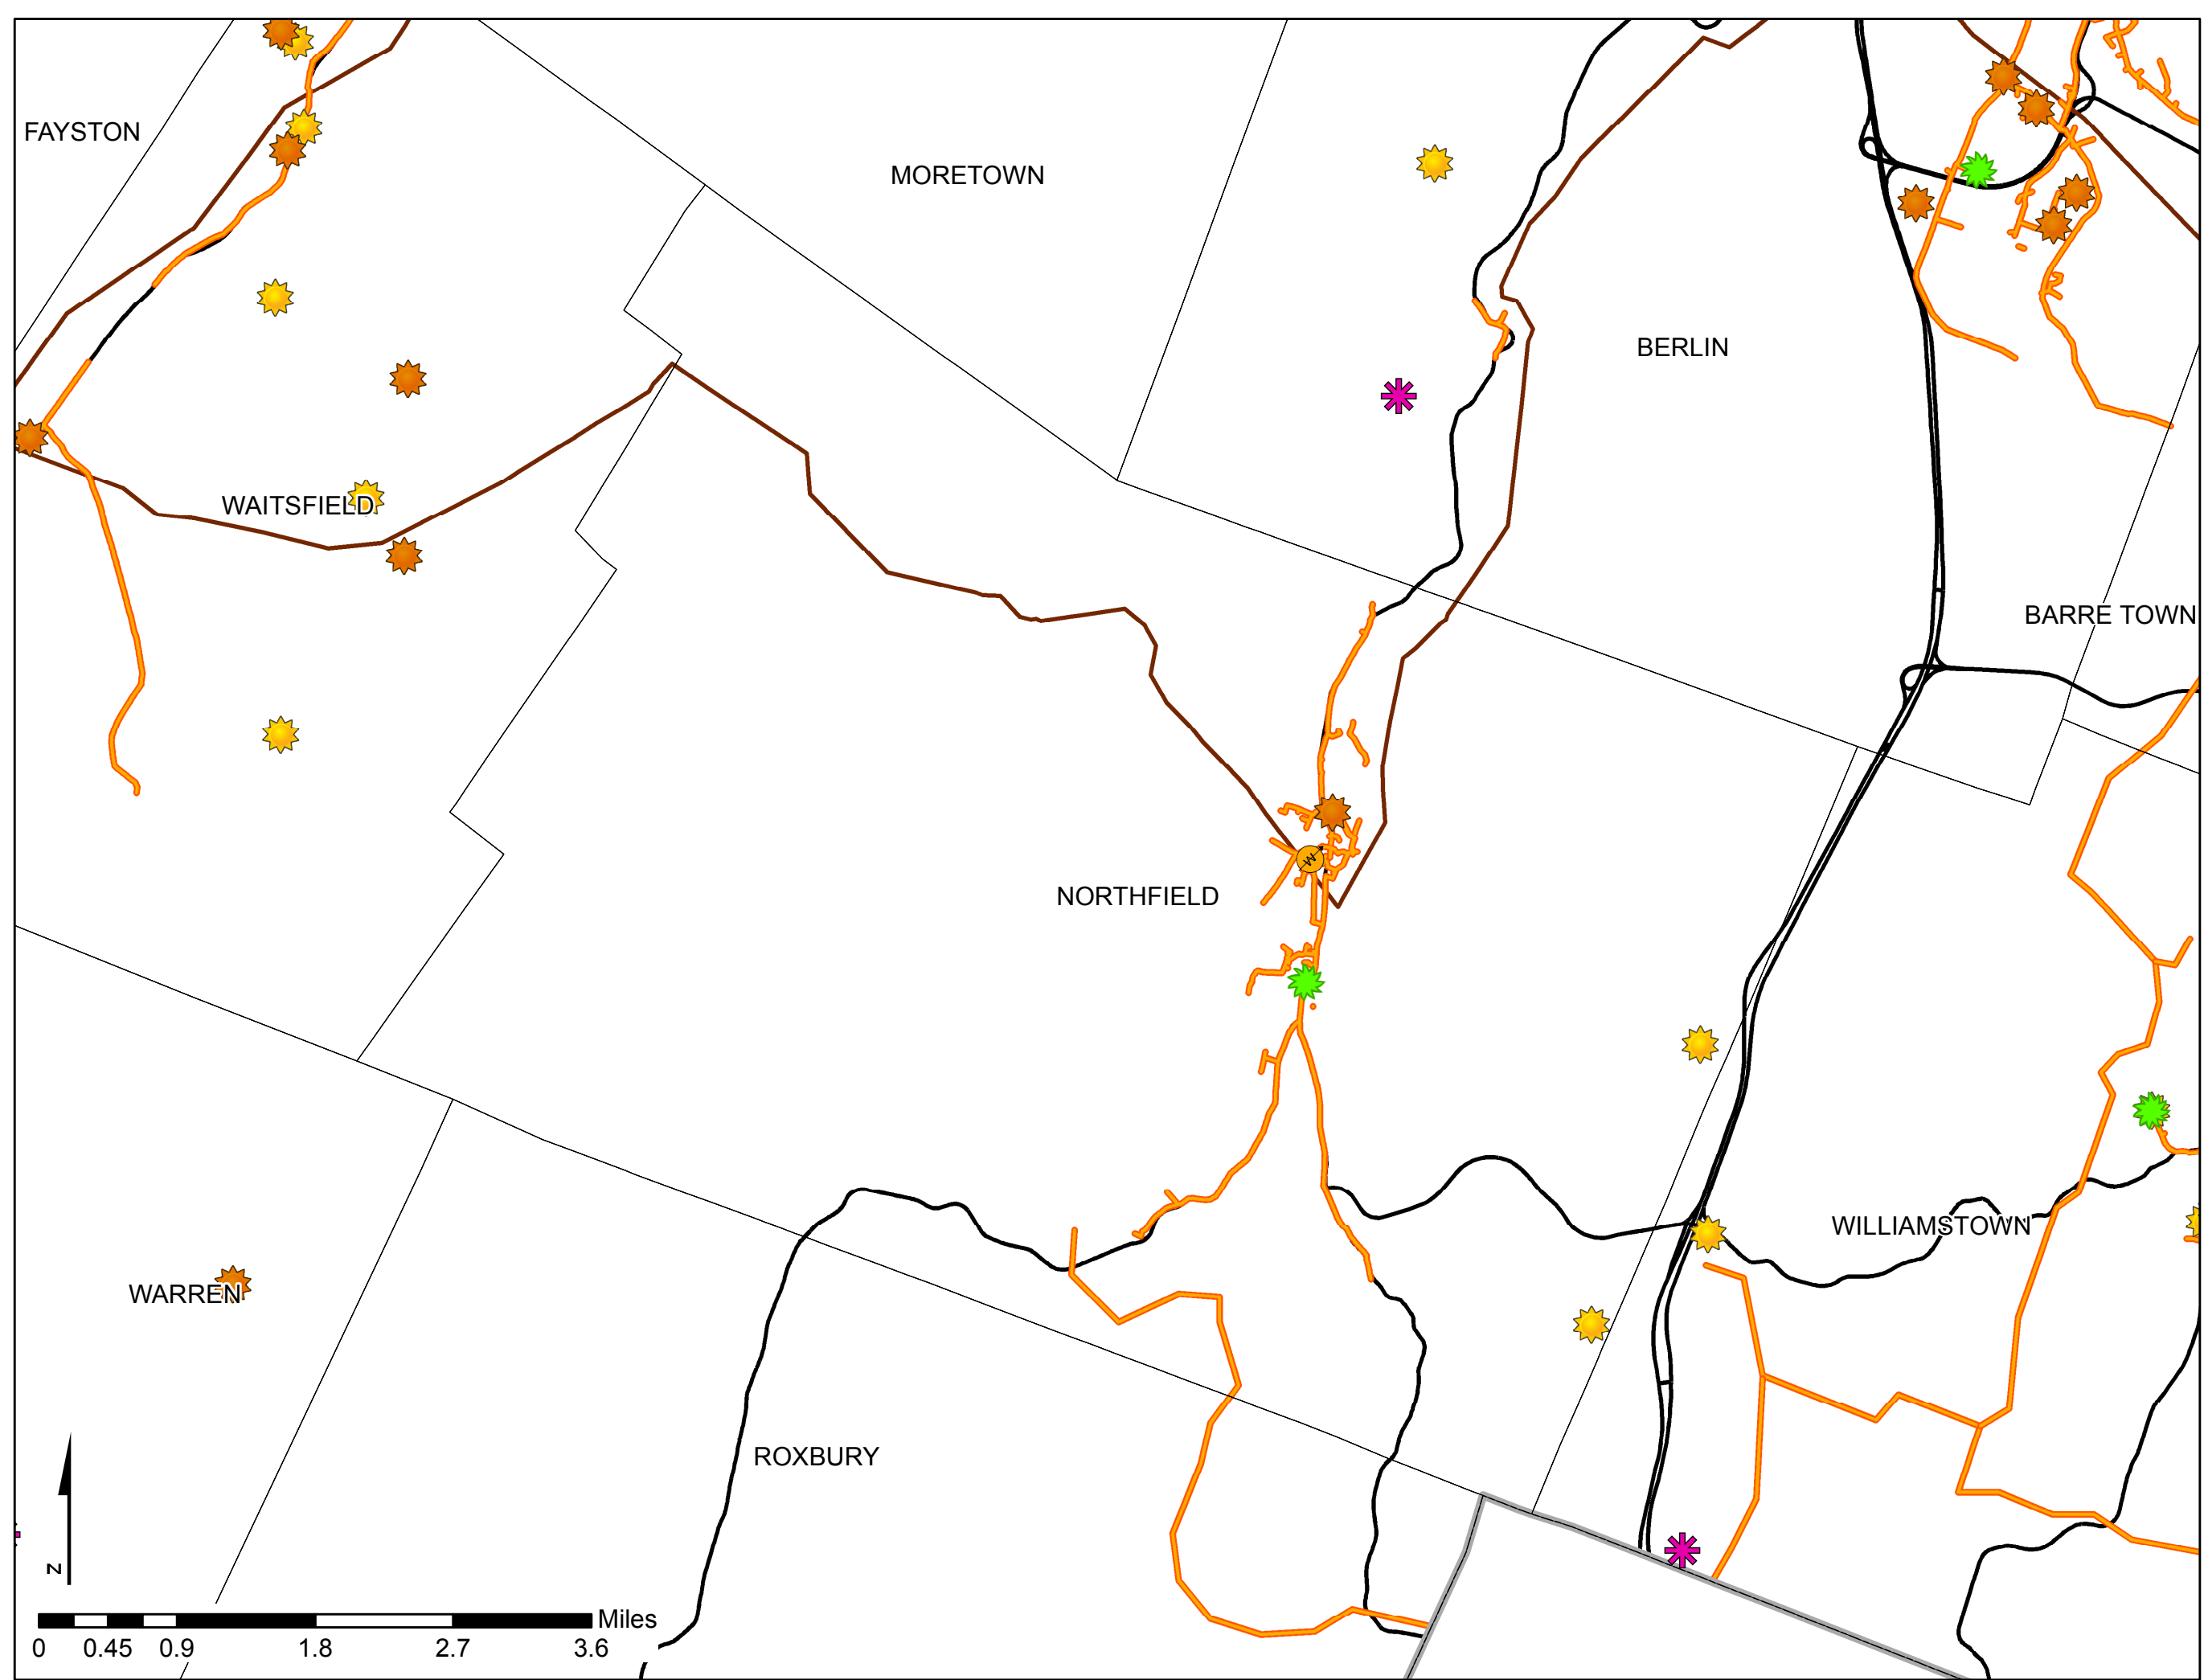 FAYSTON
MORETOWN
BERLIN
WAITSFIELD
BARRE TOWN
W
NORTHFIELD
WILLIAMSTOWN
WARREN
ROXBURY
Z
Miles
0 0.45 0.9 1.8 2.7 3.6